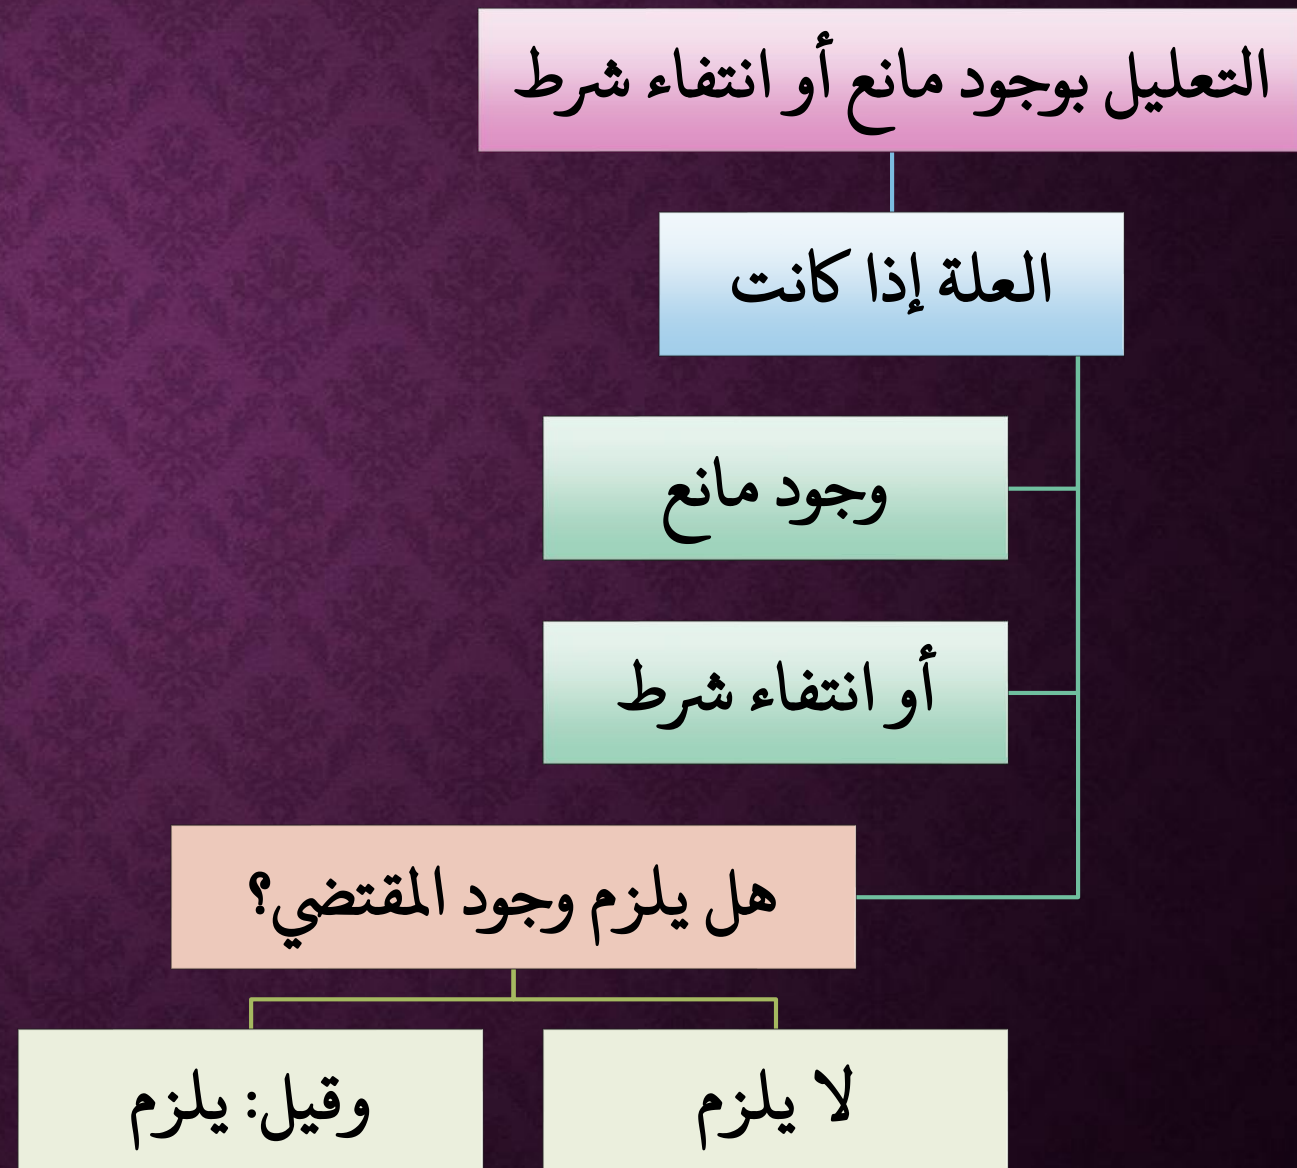 التعليل بوجود مانع أو انتفاء شرط
العلة إذا كانت
وجود مانع
أو انتفاء شرط
هل يلزم وجود المقتضي؟
لا يلزم
وقيل: يلزم